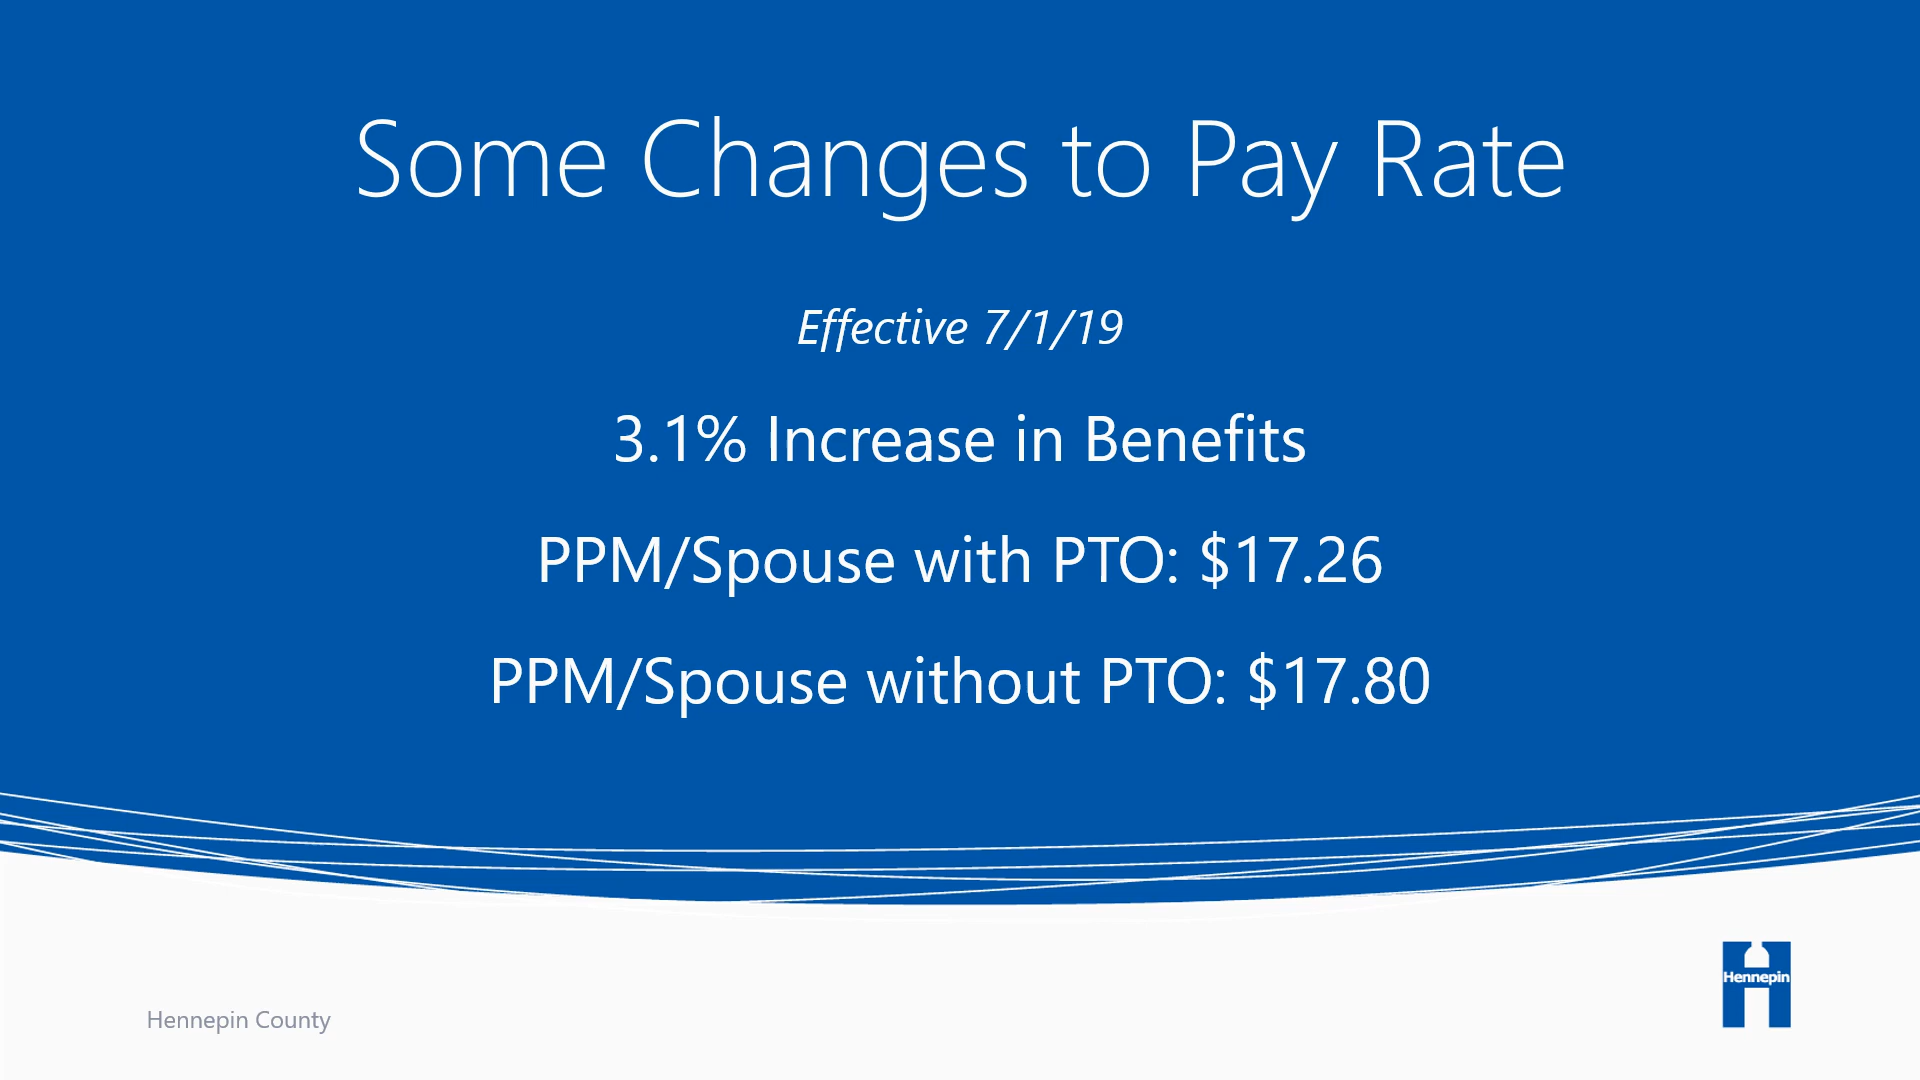 Some Changes to Pay Rate
Effective 7/1/19
3.1% Increase in Benefits
PPM/Spouse with PTO: $17.26
PPM/Spouse without PTO: $17.80
Hennepin
Hennepin County